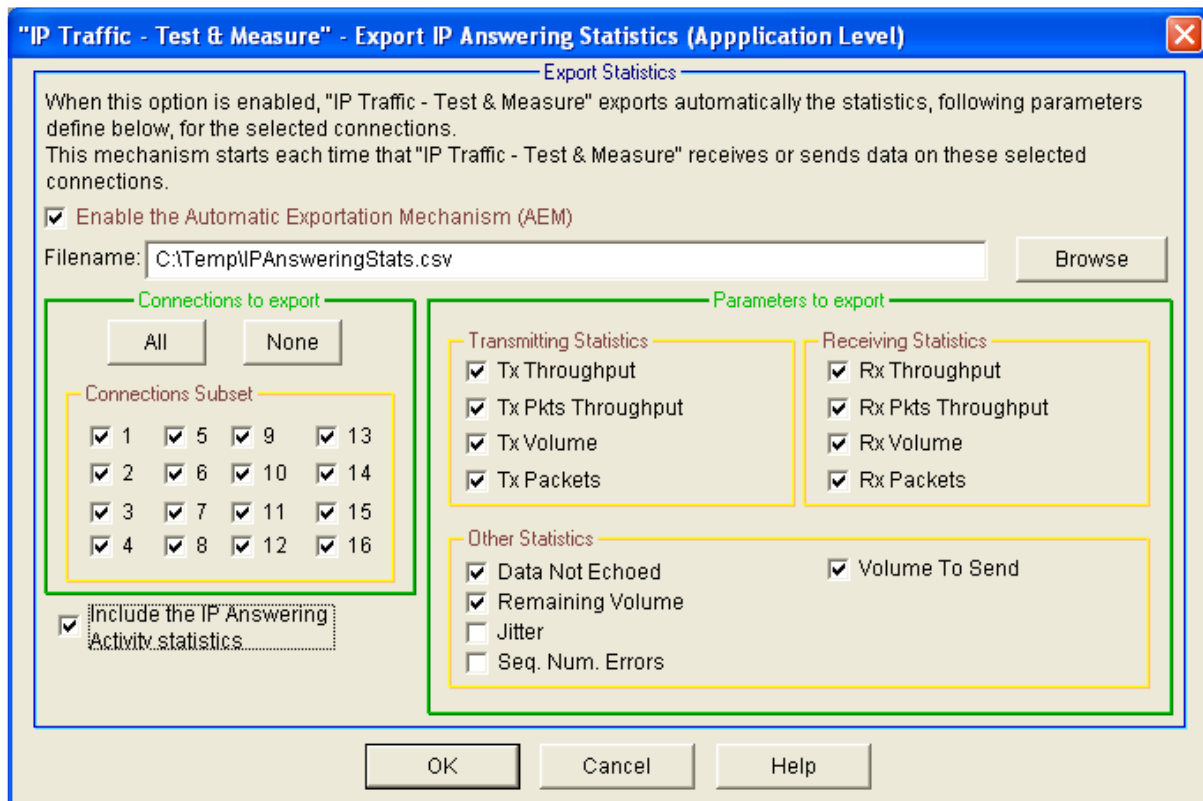 "IP Traffic - Test & Measure" - Export IP Answering Statistics (Appplication Level)
Export Statistics
When this option is enabled, "IP Traffic - Test & Measure" exports automatically the statistics, following parameters
define below, for the selected connections.
This mechanism starts each time that "IP Traffic - Test & Measure" receives or sends data on these selected
connections.
Enable the Automatic Exportation Mechanism (AEM)
Filename: C:\Temp\IPAnsweringStats.csv Browse
Connections to export
All None
Connections Subset
1 5 9 13
2 6 10 14
3 7 11 15
4 8 12 16
Include the IP Answering
Activity statistics
Parameters to export
Transmitting Statistics
Tx Throughput
Tx Pkts Throughput
Tx Volume
Tx Packets
Receiving Statistics
Rx Throughput
Rx Pkts Throughput
Rx Volume
Rx Packets
Other Statistics
Data Not Echoed
Remaining Volume
Jitter
Seq. Num. Errors
Volume To Send
OK Cancel Help